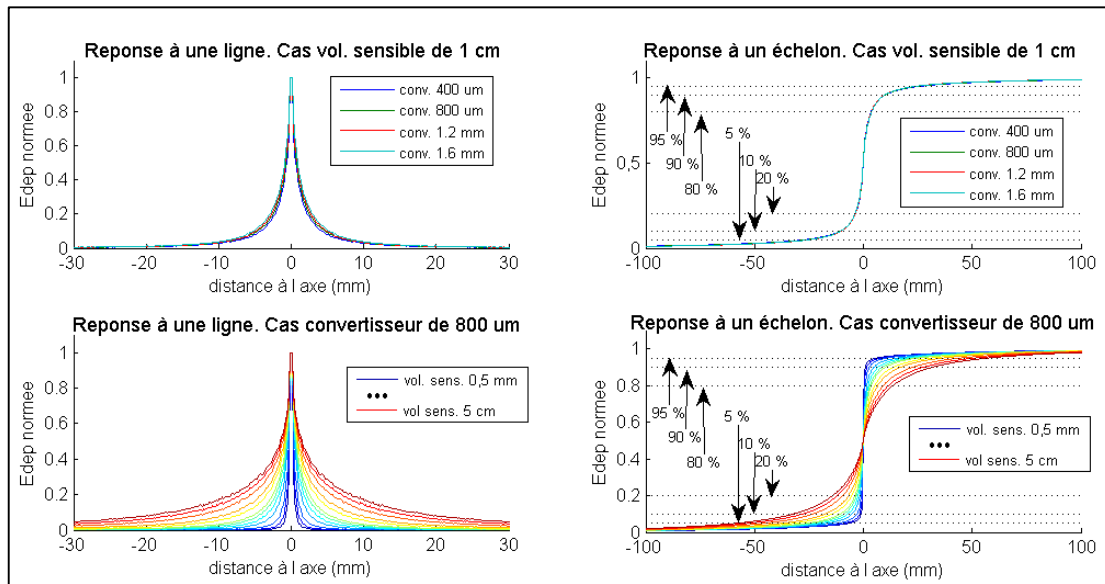 Reponse à une ligne. Cas vol. sensible de 1 cm
1
0.8
0.6
0.4
0.2
0
Edep normee
conv. 400 um
conv. 800 um
conv. 1.2 mm
conv. 1.6 mm
-30 -20 -10 0 10 20 30
distance à l axe (mm)
Reponse à un échelon. Cas vol. sensible de 1 cm
1
0,5
0
Edep normee
95 %
90 %
80 %
5 %
10 %
20 %
conv. 400 um
conv. 800 um
conv. 1.2 mm
conv. 1.6 mm
-100 -50 0 50 100
distance à l axe (mm)
Reponse à une ligne. Cas convertisseur de 800 um
1
0.8
0.6
0.4
0.2
0
Edep normee
vol. sens. 0,5 mm
•••
vol sens. 5 cm
-30 -20 -10 0 10 20 30
distance à l axe (mm)
Reponse à un échelon. Cas convertisseur de 800 um
1
0.8
0.6
0.4
0.2
0
Edep normee
95 %
90 %
80 %
5 %
10 %
20 %
vol. sens. 0,5 mm
•••
vol sens. 5 cm
-100 -50 0 50 100
distance à l axe (mm)